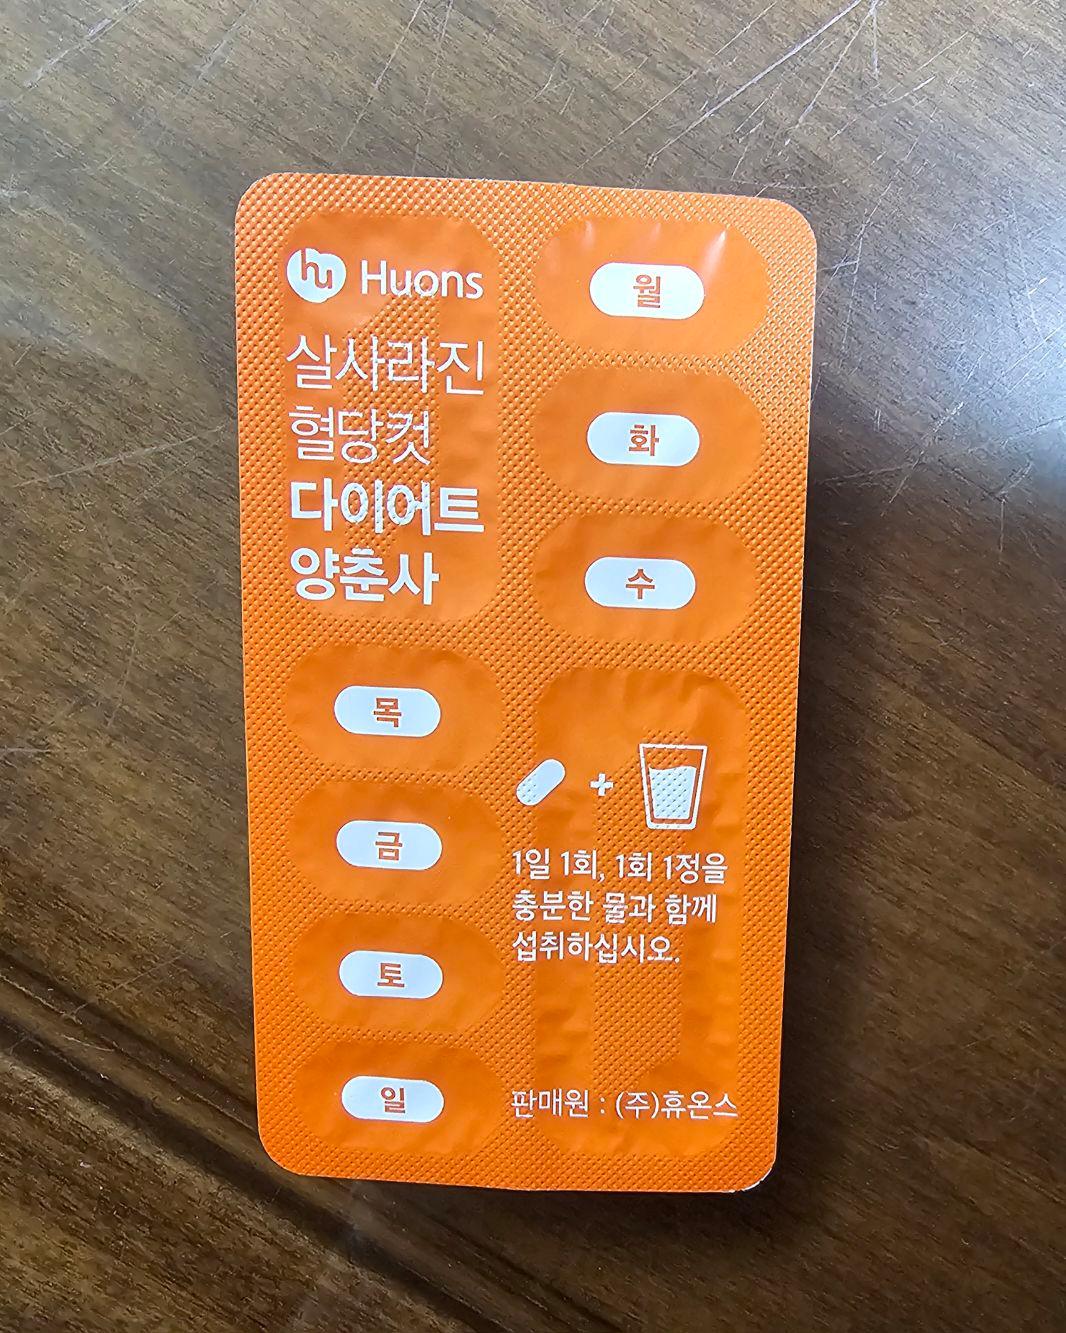 hu Huons
살사라진
혈당컷
다이어트
양춘사
월
화
수
목
금
토
일
1일 1회, 1회 1정을
충분한 물과 함께
섭취하십시오.
판매원 : (주)휴온스